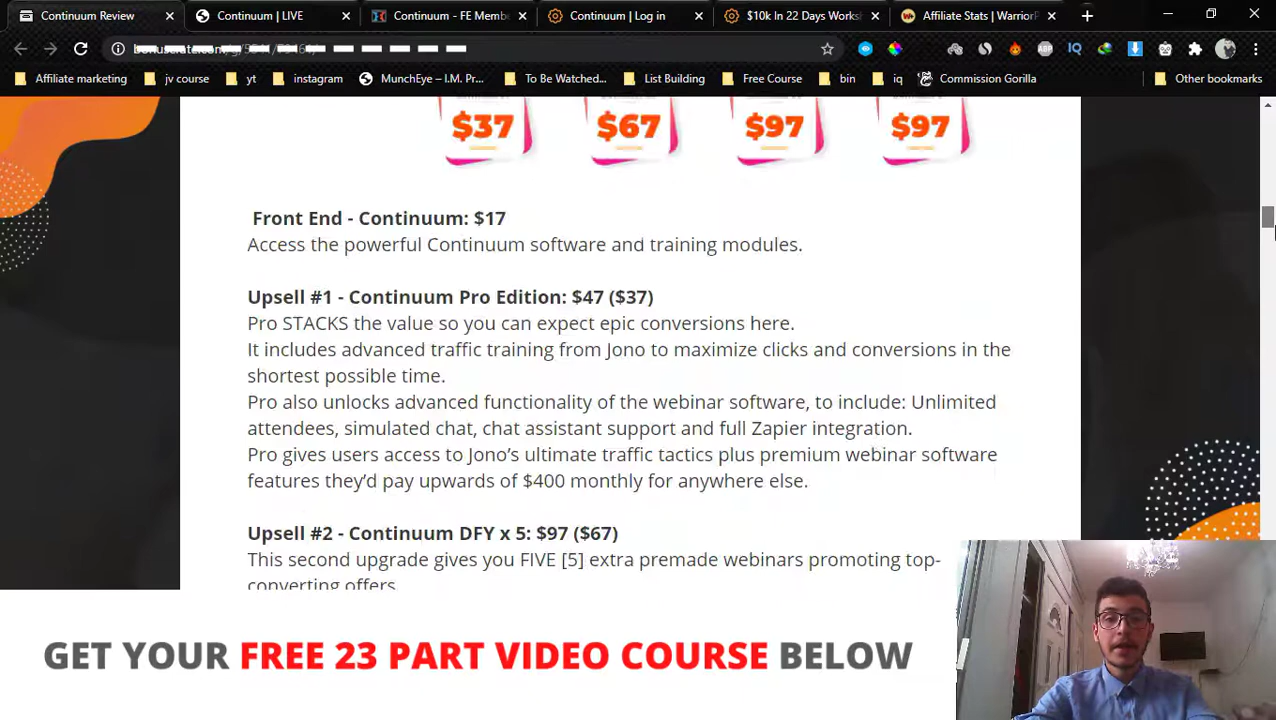 Continuum Review
Continuum | LIVE
Continuum - FE Memb
Continuum | Log in
$10k In 22 Days Works
Affiliate Stats | WarriorP
Affiliate marketing
jv course
yt
instagram
MunchEye – I.M. Pr...
To Be Watched...
List Building
Free Course
bin
iq
Commission Gorilla
Other bookmarks
$37 $67 $97 $97
Front End - Continuum: $17
Access the powerful Continuum software and training modules.
Upsell #1 - Continuum Pro Edition: $47 ($37)
Pro STACKS the value so you can expect epic conversions here.
It includes advanced traffic training from Jono to maximize clicks and conversions in the
shortest possible time.
Pro also unlocks advanced functionality of the webinar software, to include: Unlimited
attendees, simulated chat, chat assistant support and full Zapier integration.
Pro gives users access to Jono’s ultimate traffic tactics plus premium webinar software
features they’d pay upwards of $400 monthly for anywhere else.
Upsell #2 - Continuum DFY x 5: $97 ($67)
This second upgrade gives you FIVE [5] extra premade webinars promoting top-
converting offers
GET YOUR FREE 23 PART VIDEO COURSE BELOW